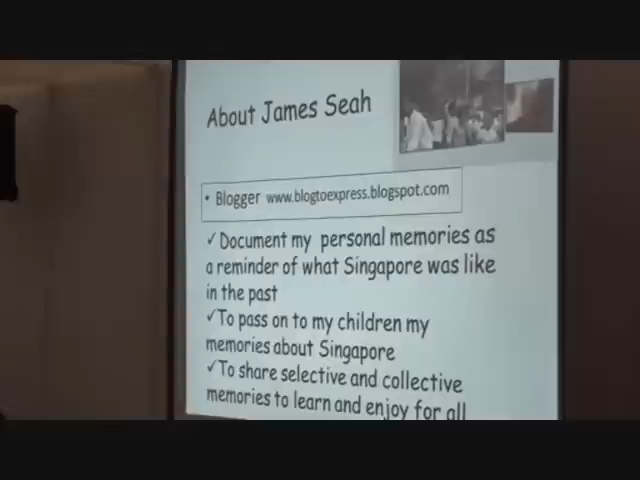 About James Seah
• Blogger www.blogtoexpress.blogspot.com
✓Document my personal memories as
a reminder of what Singapore was like
in the past
✓To pass on to my children my
memories about Singapore
✓To share selective and collective
memories to learn and enjoy for all